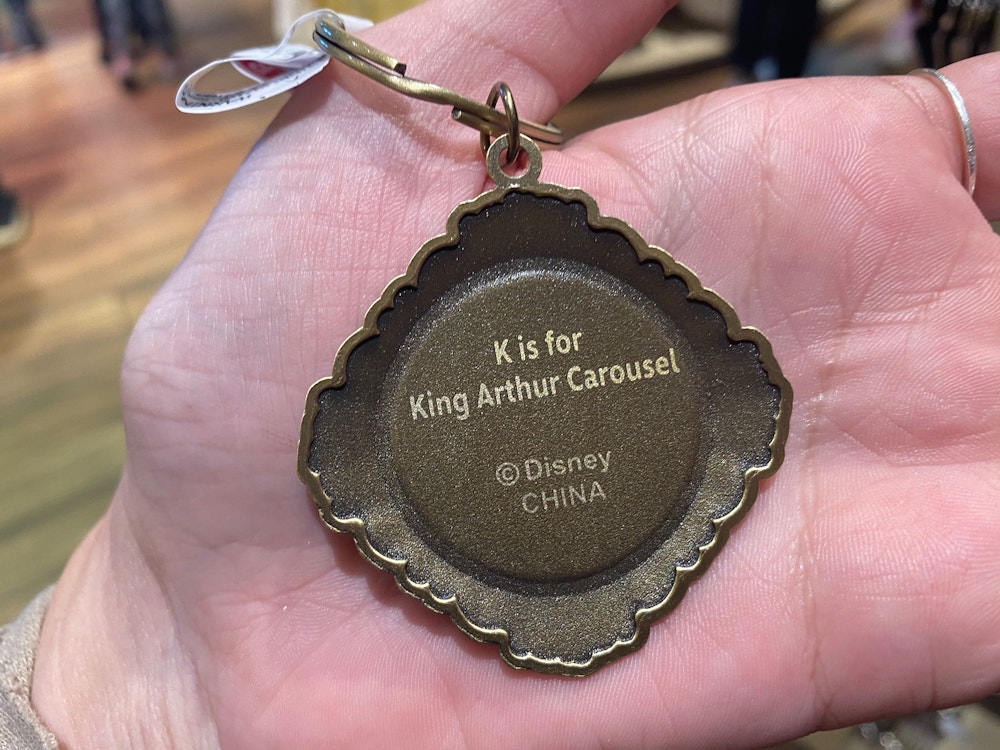 K is for
King Arthur Carousel
©Disney
CHINA